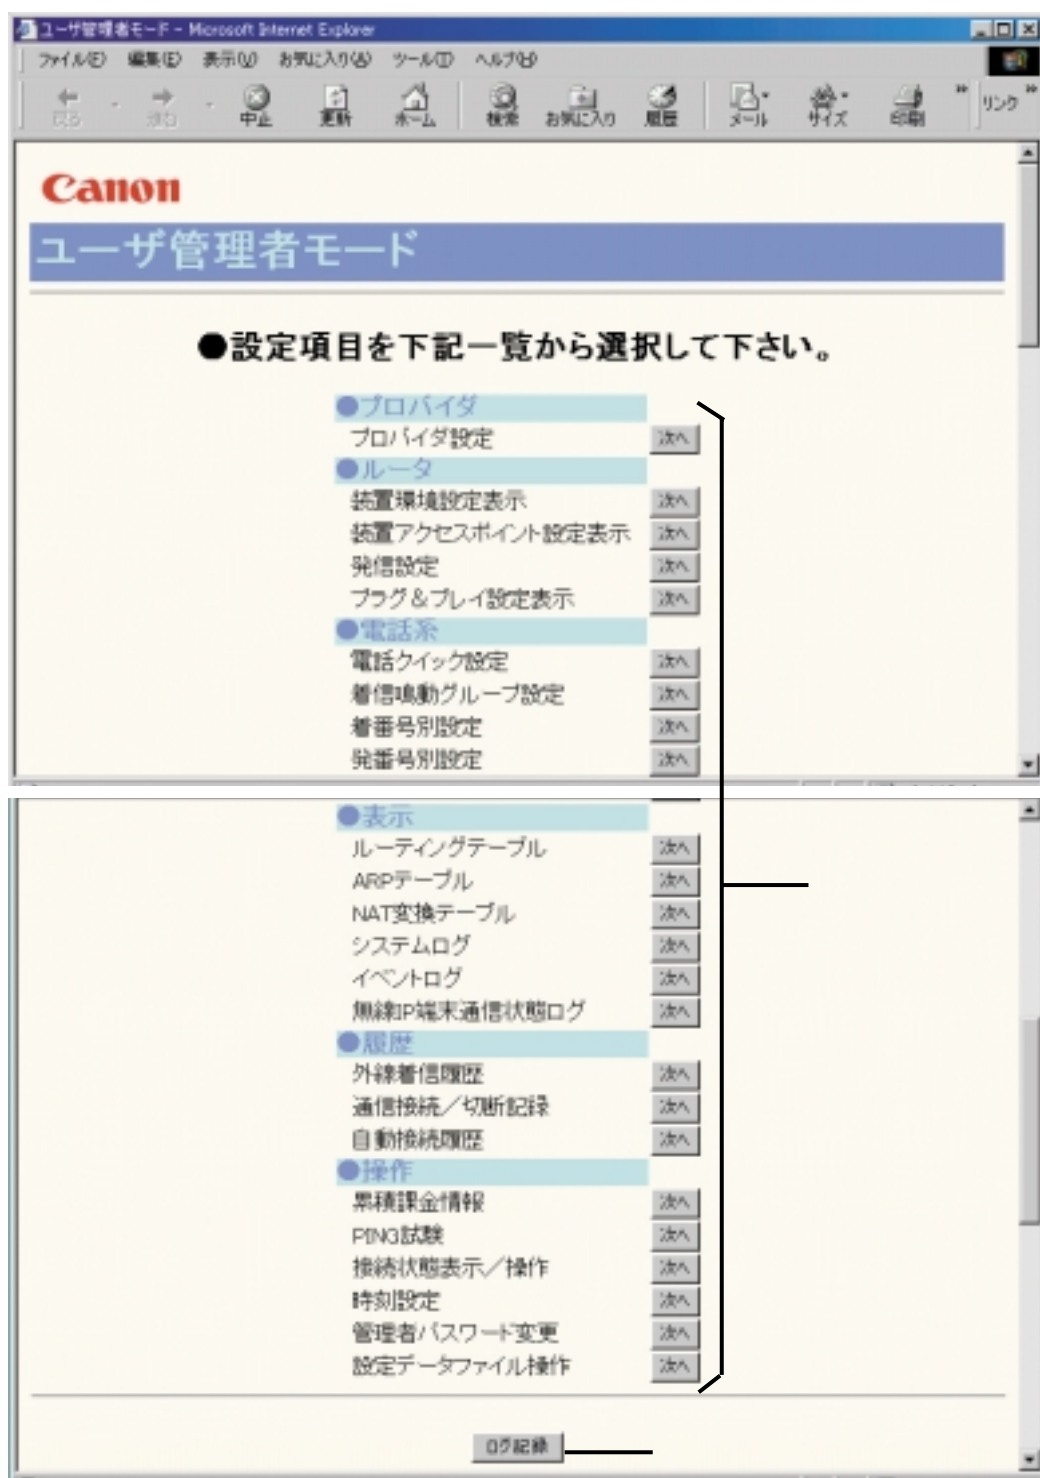 ユーザ管理者モード - Microsoft Internet Explorer
ファイル(F) 編集(E) 表示(V) お気に入り(A) ツール(T) ヘルプ(H)
戻る 進む 中止 更新 ホーム 検索 お気に入り 履歴 メール サイズ 印刷 » リンク »
Canon
ユーザ管理者モード
●設定項目を下記一覧から選択して下さい。
●プロバイダ
プロバイダ設定 次へ
●ルータ
装置環境設定表示 次へ
装置アクセスポイント設定表示 次へ
発信設定 次へ
プラグ&プレイ設定表示 次へ
●電話系
電話クイック設定 次へ
着信鳴動グループ設定 次へ
着番号別設定 次へ
発番号別設定 次へ
●表示
ルーティングテーブル 次へ
ARPテーブル 次へ
NAT変換テーブル 次へ
システムログ 次へ
イベントログ 次へ
無線IP端末通信状態ログ 次へ
●履歴
外線着信履歴 次へ
通信接続/切断記録 次へ
自動接続履歴 次へ
●操作
累積課金情報 次へ
PING試験 次へ
接続状態表示/操作 次へ
時刻設定 次へ
管理者パスワード変更 次へ
設定データファイル操作 次へ
ログ記録